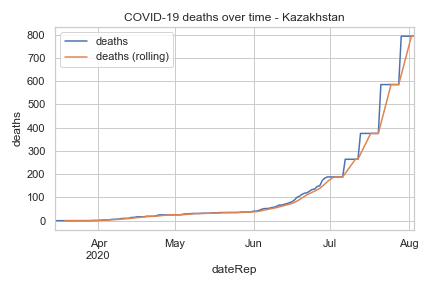 COVID-19 deaths over time - Kazakhstan
deaths
deaths (rolling)
800
700
600
500
400
300
200
100
0
deaths
Apr
2020
May
Jun
Jul
Aug
dateRep